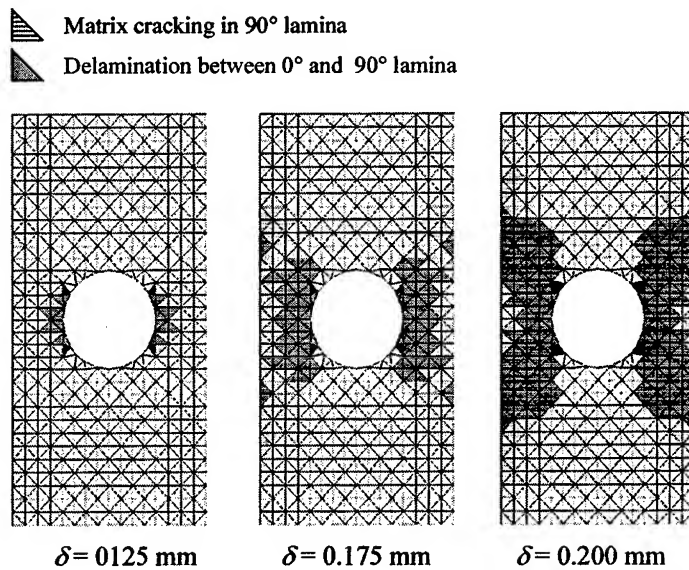 Matrix cracking in 90° lamina
Delamination between 0° and 90° lamina
δ= 0125 mm
δ= 0.175 mm
δ= 0.200 mm